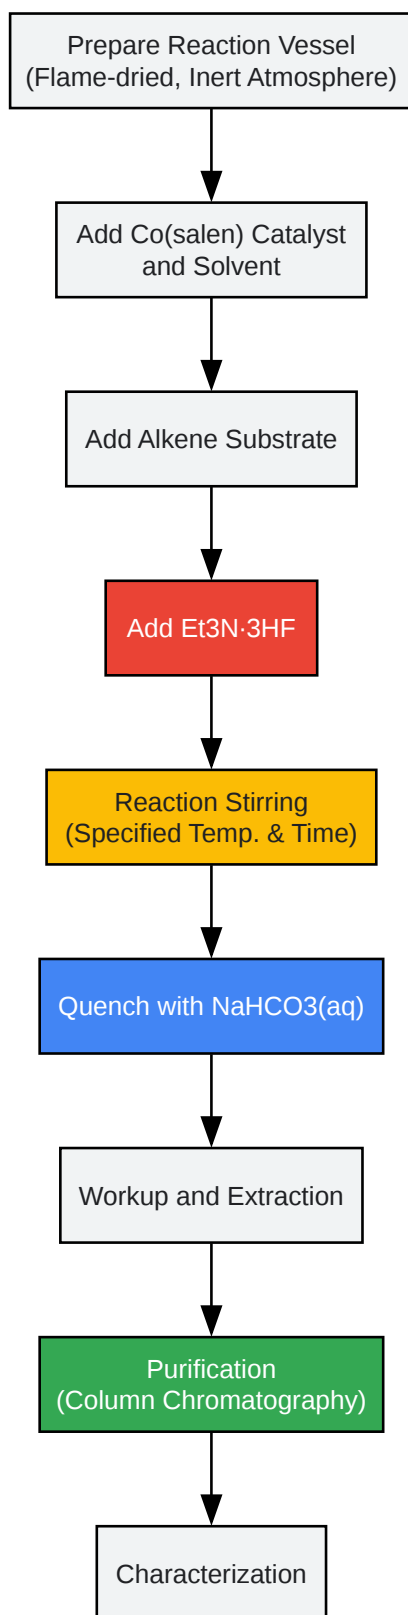 Prepare Reaction Vessel
(Flame-dried, Inert Atmosphere)
Add Co(salen) Catalyst
and Solvent
Add Alkene Substrate
Add Et3N·3HF
Reaction Stirring
(Specified Temp. & Time)
Quench with NaHCO3(aq)
Workup and Extraction
Purification
(Column Chromatography)
Characterization